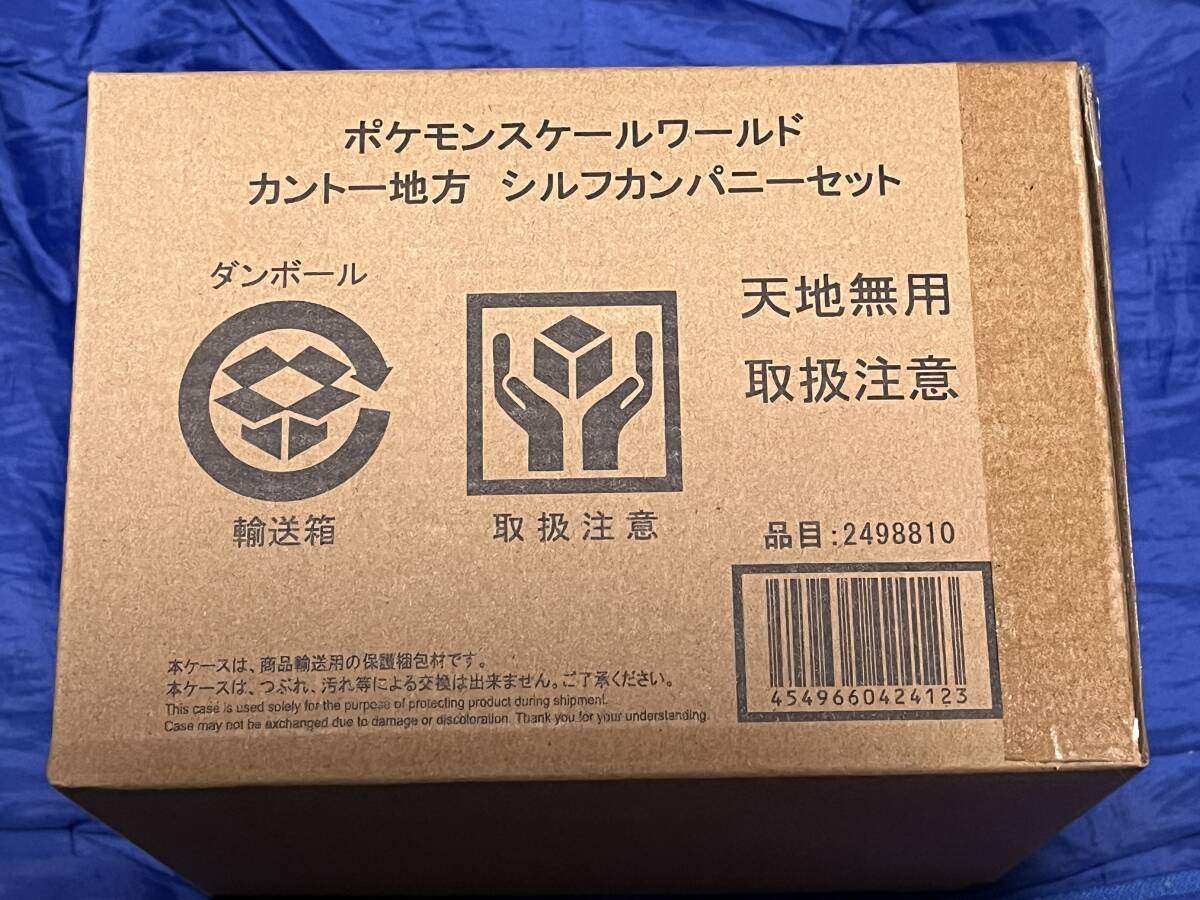 ポケモンスケールワールド
カントー地方　シルフカンパニーセット
ダンボール
輸送箱
取扱注意
天地無用
取扱注意
品目:2498810
4549660424123
本ケースは、商品輸送用の保護梱包材です。
本ケースは、つぶれ、汚れ等による交換は出来ません。ご了承ください。
This case is used solely for the purpose of protecting product during shipment.
Case may not be exchanged due to damage or discoloration. Thank you for your understanding.